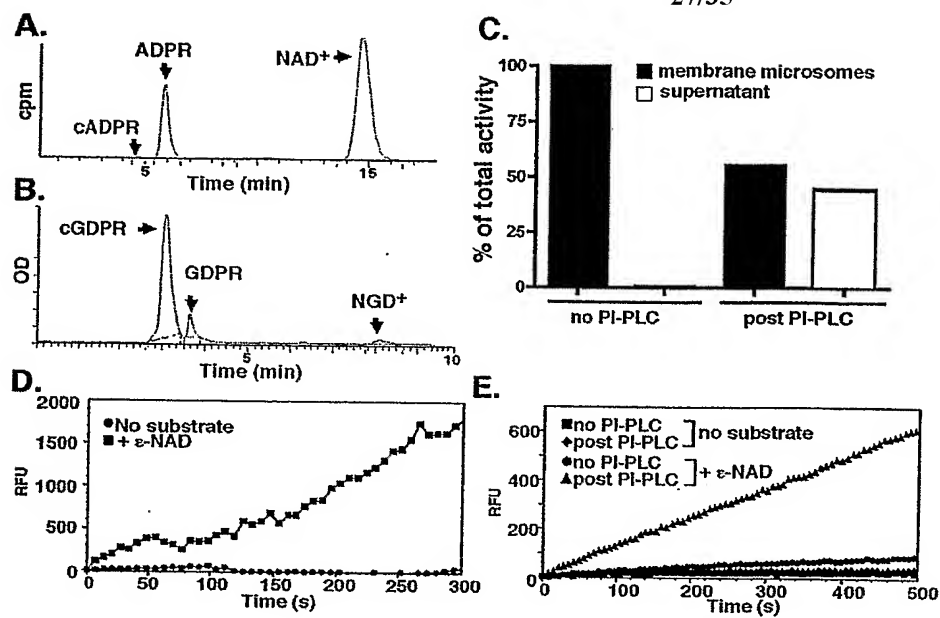 A.
ADPR
NAD+
cADPR
cpm
5
15
Time (min)
B.
cGDPR
GDPR
NGD+
OD
5
10
Time (min)
C.
100
75
50
25
0
% of total activity
membrane microsomes
supernatant
no PI-PLC
post PI-PLC
D.
2000
1500
1000
500
0
RFU
No substrate
+ ε-NAD
0 50 100 150 200 250 300
Time (s)
E.
600
400
200
0
RFU
no PI-PLC
post PI-PLC
no substrate
no PI-PLC
post PI-PLC
+ ε-NAD
0 100 200 300 400 500
Time (s)